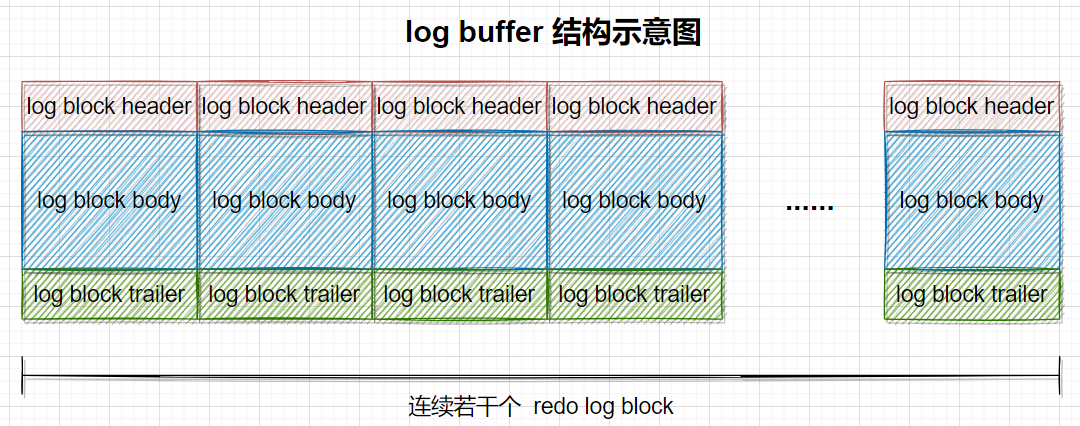 log buffer 结构示意图
log block header log block header log block header log block header log block header
log block body log block body log block body log block body ...... log block body
log block trailer log block trailer log block trailer log block trailer log block trailer
连续若干个 redo log block